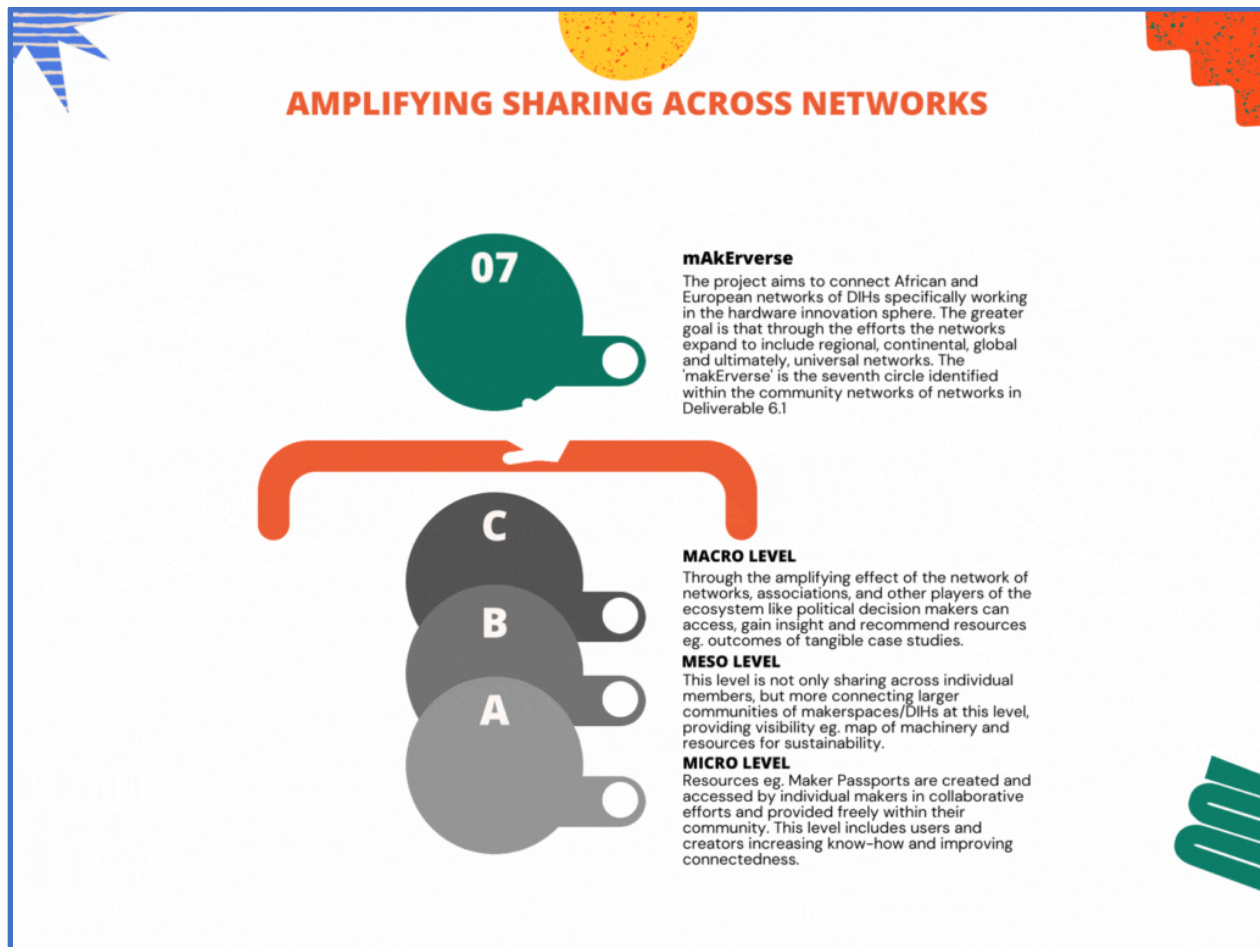 AMPLIFYING SHARING ACROSS NETWORKS
07
mAkErverse
The project aims to connect African and
European networks of DIHs specifically working
in the hardware innovation sphere. The greater
goal is that through the efforts the networks
expand to include regional, continental, global
and ultimately, universal networks. The
'makErverse' is the seventh circle identified
within the community networks of networks in
Deliverable 6.1
C
MACRO LEVEL
Through the amplifying effect of the network of
networks, associations, and other players of the
ecosystem like political decision makers can
access, gain insight and recommend resources
eg. outcomes of tangible case studies.
B
MESO LEVEL
This level is not only sharing across individual
members, but more connecting larger
communities of makerspaces/DIHs at this level,
providing visibility eg. map of machinery and
resources for sustainability.
A
MICRO LEVEL
Resources eg. Maker Passports are created and
accessed by individual makers in collaborative
efforts and provided freely within their
community. This level includes users and
creators increasing know-how and improving
connectedness.